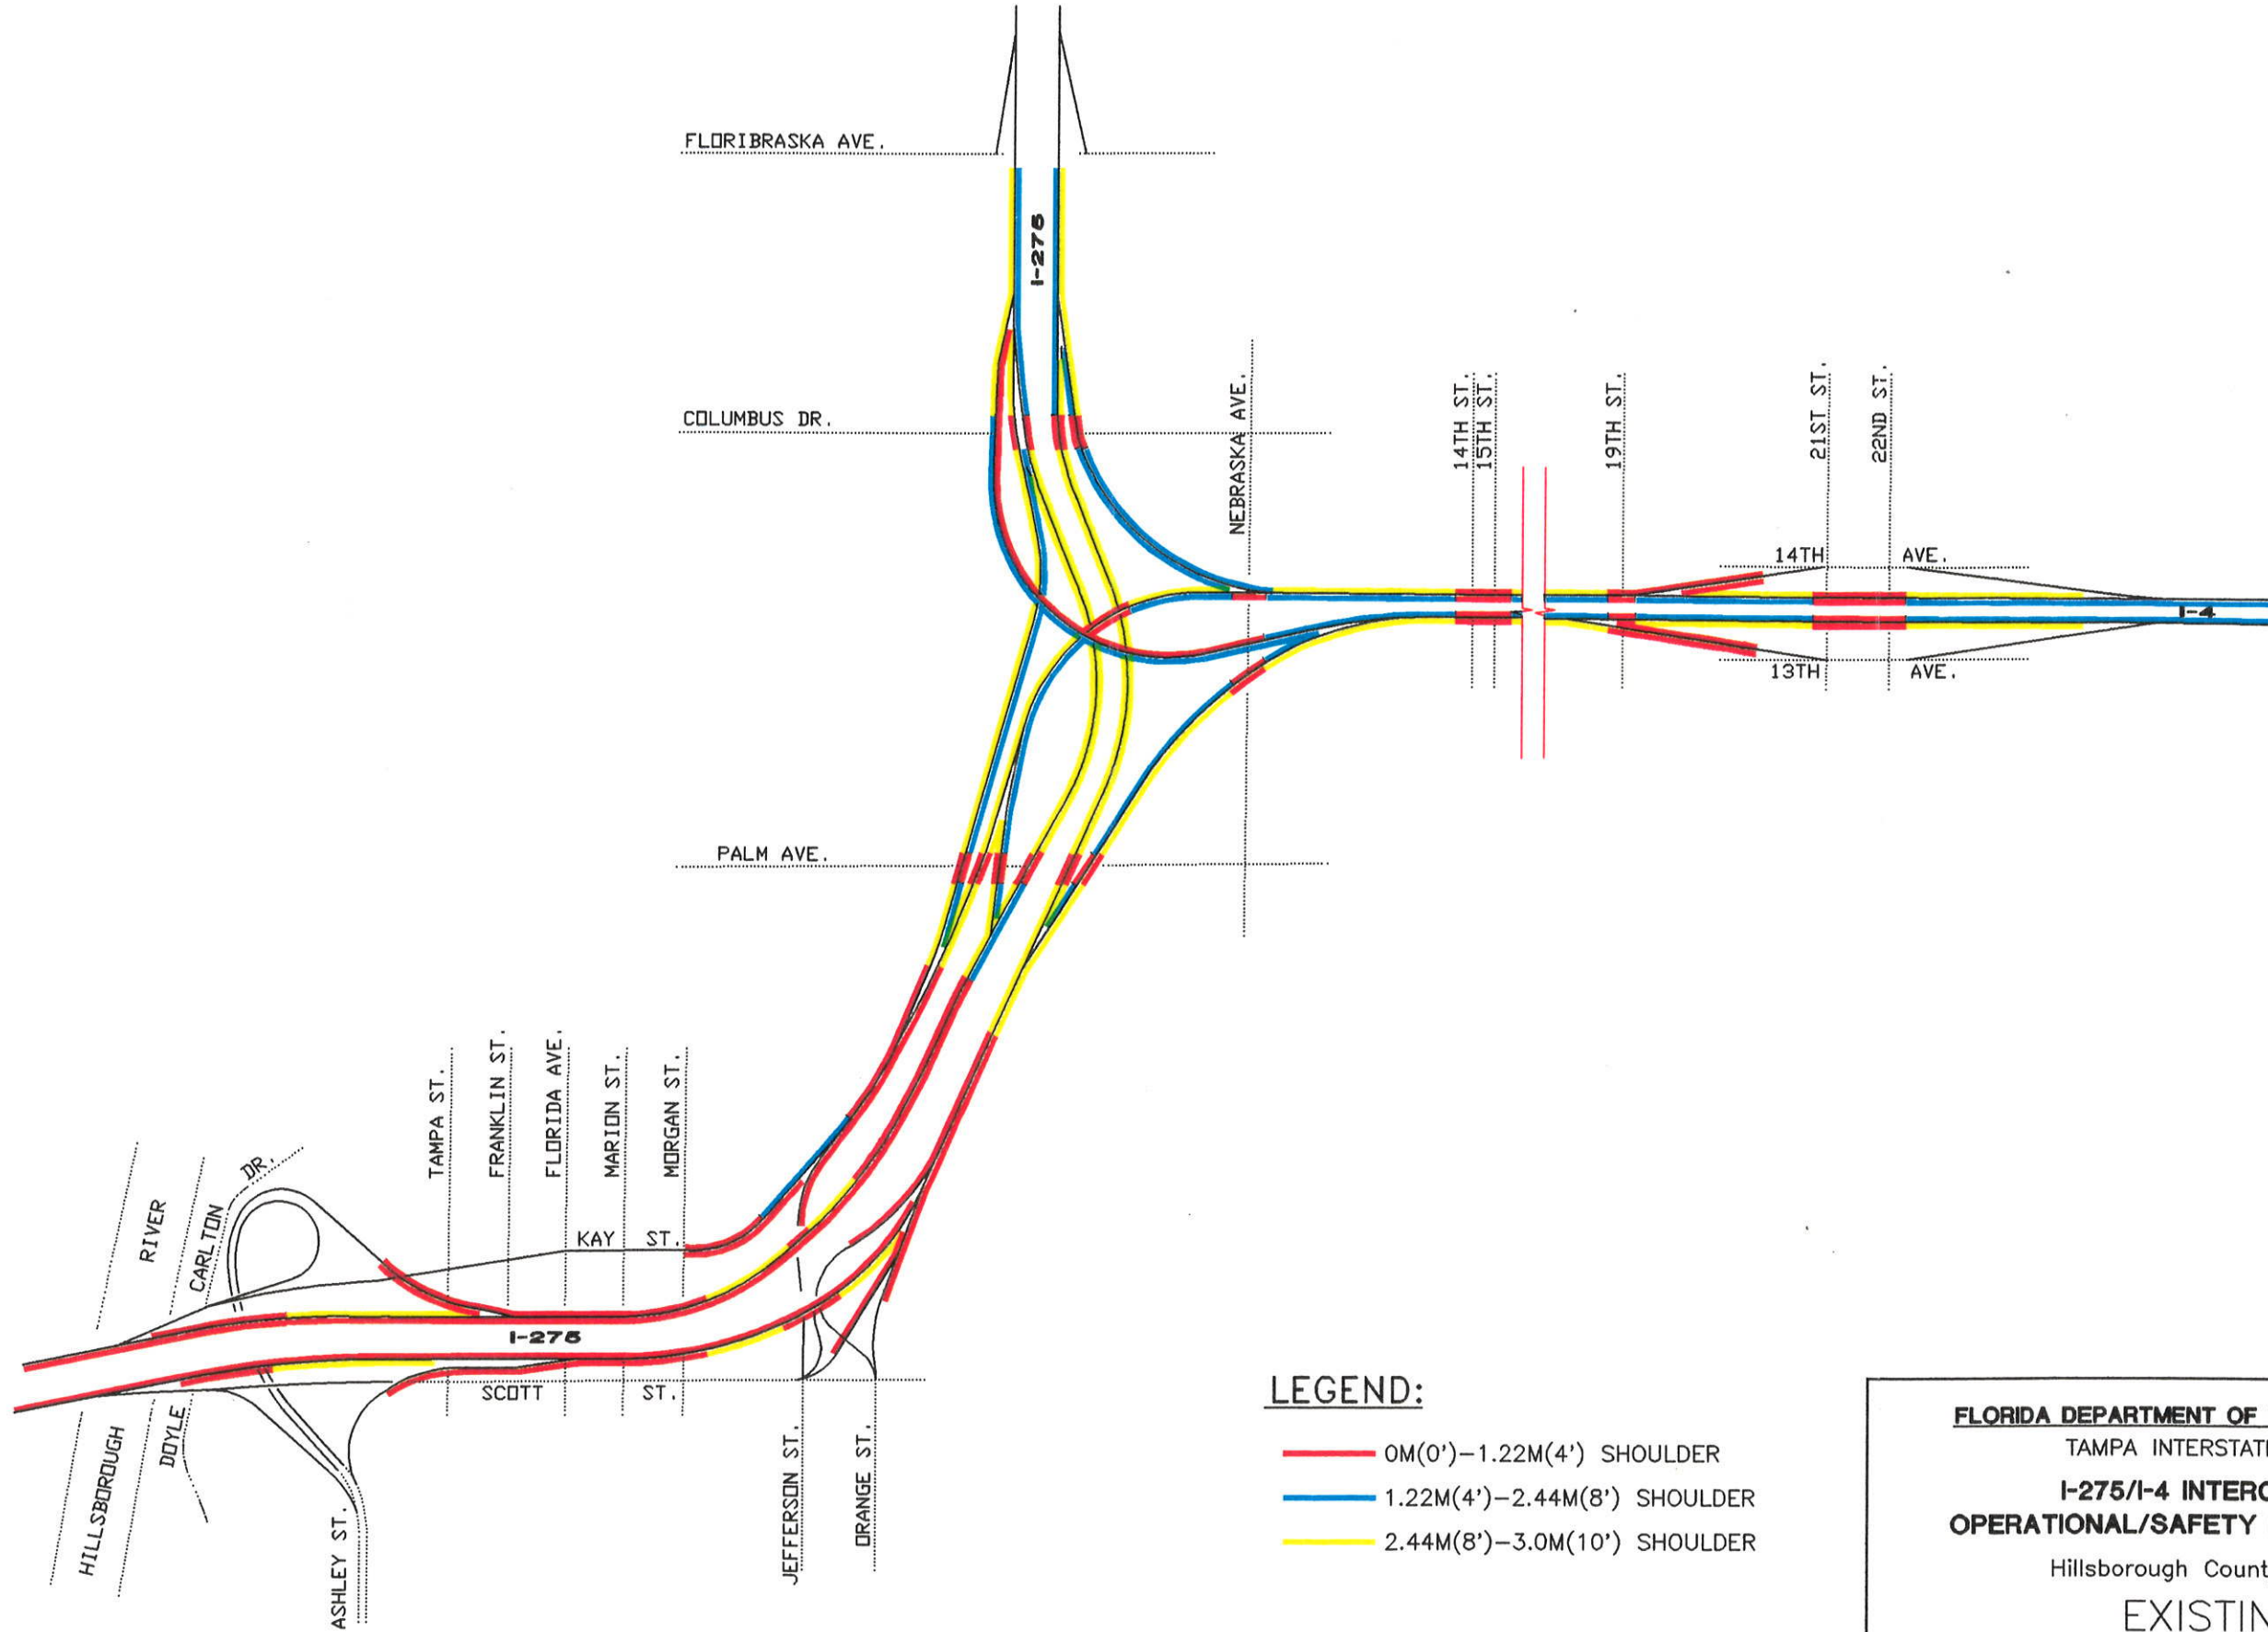 FLORIBRASKA AVE.
I-275
COLUMBUS DR.
NEBRASKA AVE.
14TH ST.
15TH ST.
19TH ST.
21ST ST.
22ND ST.
14TH AVE.
I-4
13TH AVE.
PALM AVE.
TAMPA ST.
FRANKLIN ST.
FLORIDA AVE.
MARION ST.
MORGAN ST.
RIVER
CARLTON DR.
KAY ST.
I-275
SCOTT ST.
HILLSBOROUGH
DOYLE
ASHLEY ST.
JEFFERSON ST.
ORANGE ST.
LEGEND:
0M(0')-1.22M(4') SHOULDER
1.22M(4')-2.44M(8') SHOULDER
2.44M(8')-3.0M(10') SHOULDER
FLORIDA DEPARTMENT OF
TAMPA INTERSTAT
I-275/I-4 INTERC
OPERATIONAL/SAFETY
Hillsborough Count
EXISTIN